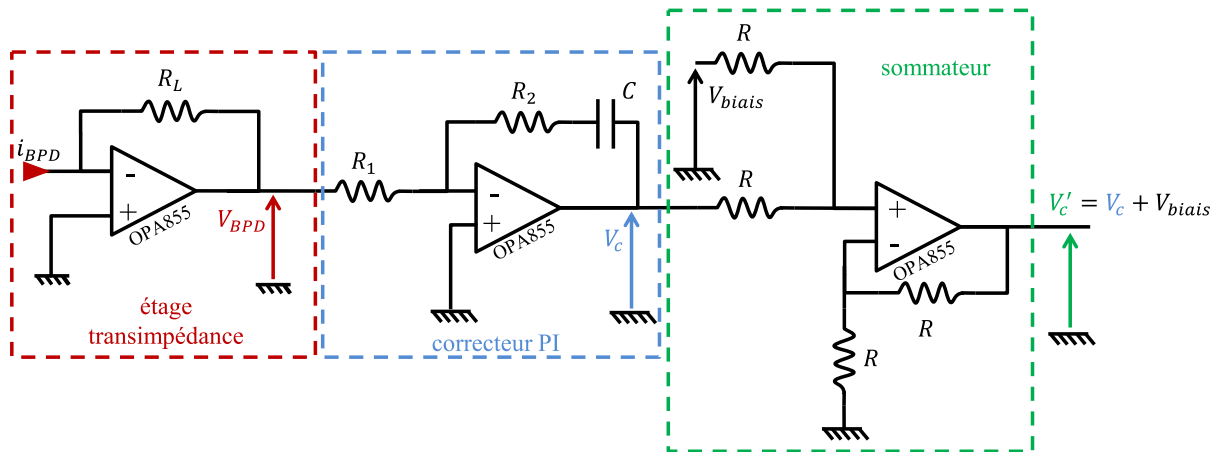 R_L
i_BPD
-
+
OPA855
V_BPD
étage
transimpédance
R_1
R_2
C
-
+
OPA855
V_c
correcteur PI
R
V_biais
sommateur
R
+
-
OPA855
R
R
V_c' = V_c + V_biais